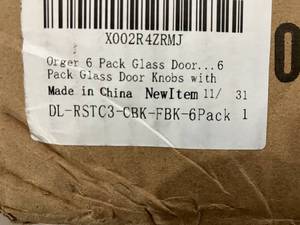 X002R4ZRMJ
Orger 6 Pack Glass Door...6
Pack Glass Door Knobs with
Made in China NewItem 11/ 31
DL-RSTC3-CBK-FBK-6Pack 1